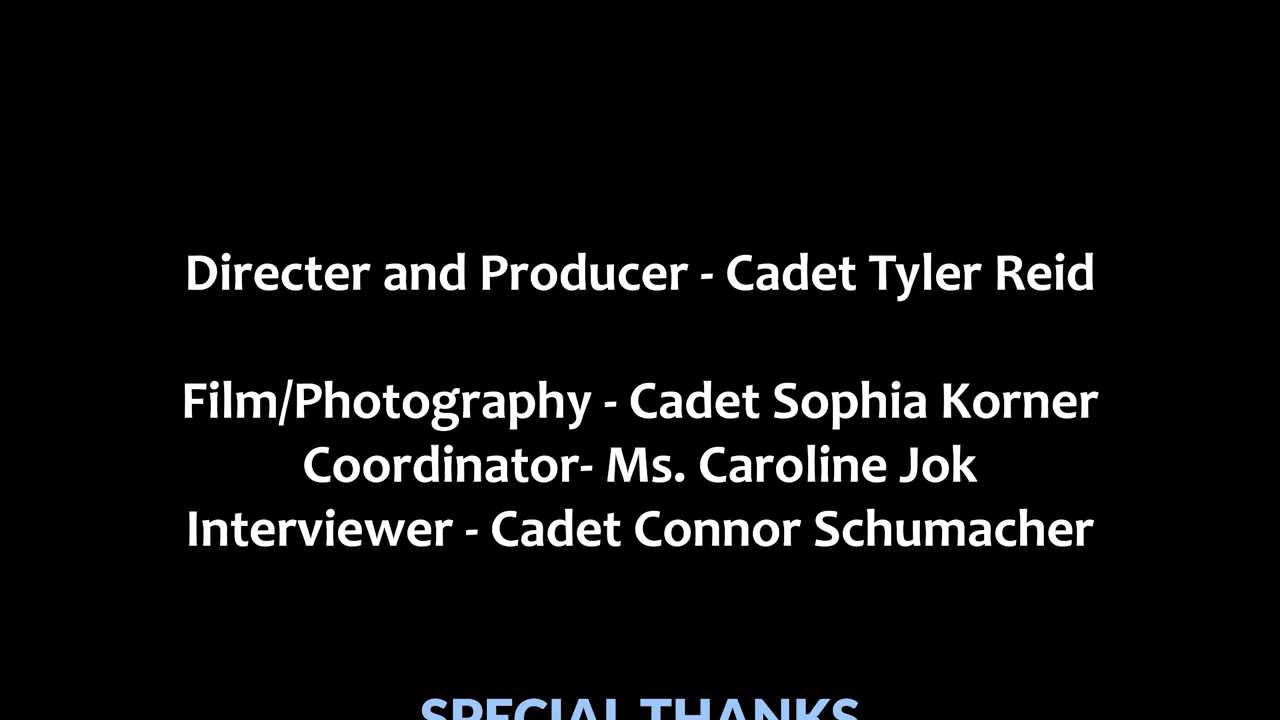 Directer and Producer - Cadet Tyler Reid
Film/Photography - Cadet Sophia Korner
Coordinator- Ms. Caroline Jok
Interviewer - Cadet Connor Schumacher
SPECIAL THANKS